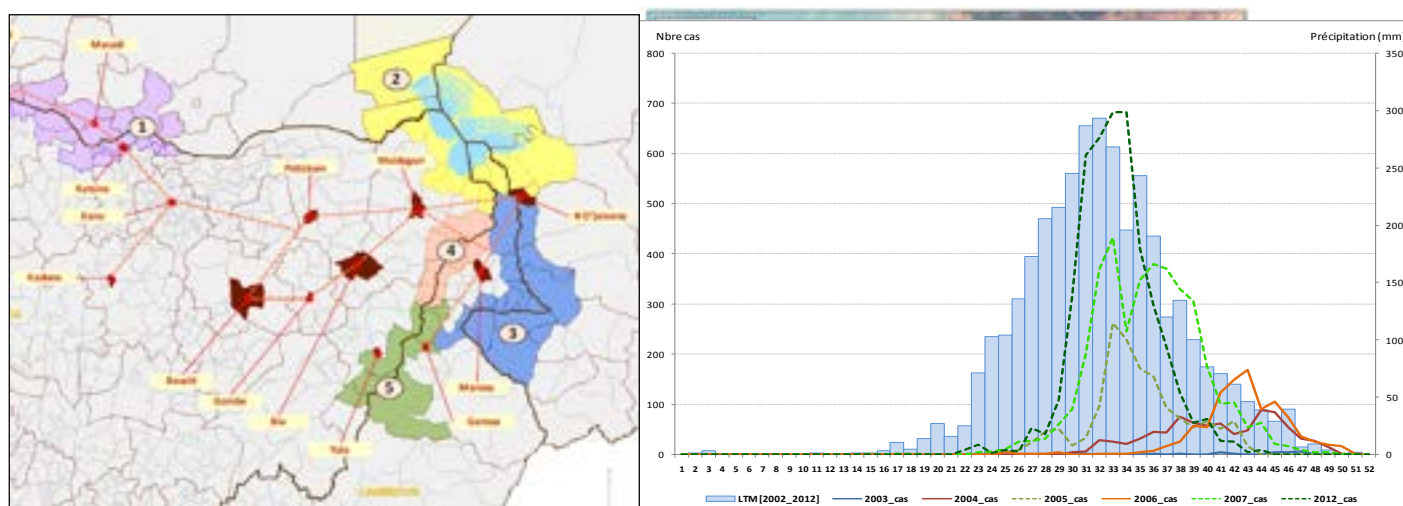 Maradi
2
1
Potiskum
Maiduguri
Katsina
Kano
N'Djamena
4
Kaduna
3
5
Bauchi
Gombe
Biu
Yola
Maroua
Garoua
CAMEROON
Nbre cas
Précipitation (mm)
800
700
600
500
400
300
200
100
0
350
300
250
200
150
100
50
0
1 2 3 4 5 6 7 8 9 10 11 12 13 14 15 16 17 18 19 20 21 22 23 24 25 26 27 28 29 30 31 32 33 34 35 36 37 38 39 40 41 42 43 44 45 46 47 48 49 50 51 52
LTM [2002_2012] 2003_cas 2004_cas 2005_cas 2006_cas 2007_cas 2012_cas